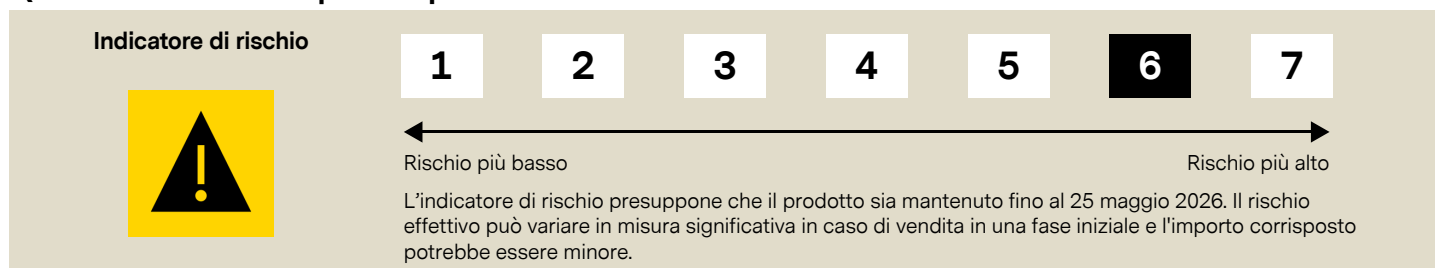 Indicatore di rischio
1 2 3 4 5 6 7
Rischio più basso Rischio più alto
L'indicatore di rischio presuppone che il prodotto sia mantenuto fino al 25 maggio 2026. Il rischio
effettivo può variare in misura significativa in caso di vendita in una fase iniziale e l'importo corrisposto
potrebbe essere minore.